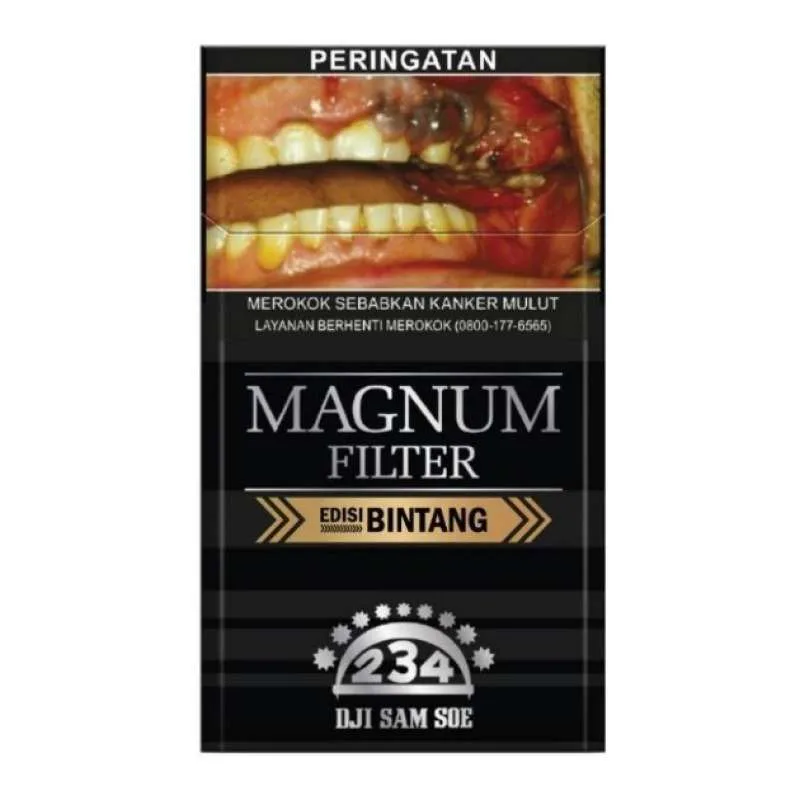 PERINGATAN
MEROKOK SEBABKAN KANKER MULUT
LAYANAN BERHENTI MEROKOK (0800-177-6565)
MAGNUM
FILTER
EDISI BINTANG
234
DJI SAM SOE